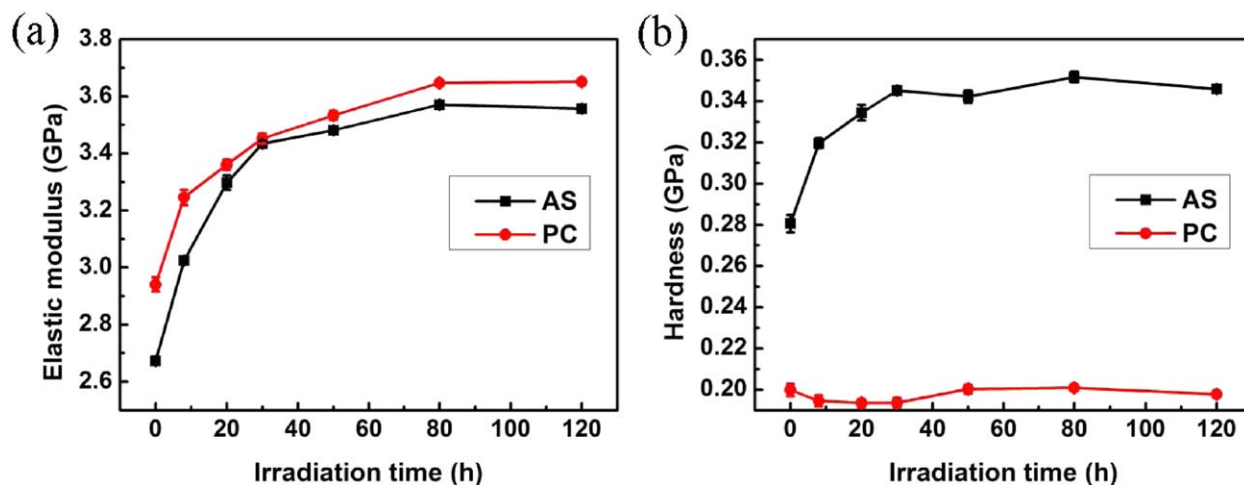 (a)
3.8
3.6
3.4
3.2
3.0
2.8
2.6
Elastic modulus (GPa)
AS
PC
0 20 40 60 80 100 120
Irradiation time (h)
(b)
0.36
0.34
0.32
0.30
0.28
0.26
0.24
0.22
0.20
Hardness (GPa)
AS
PC
0 20 40 60 80 100 120
Irradiation time (h)